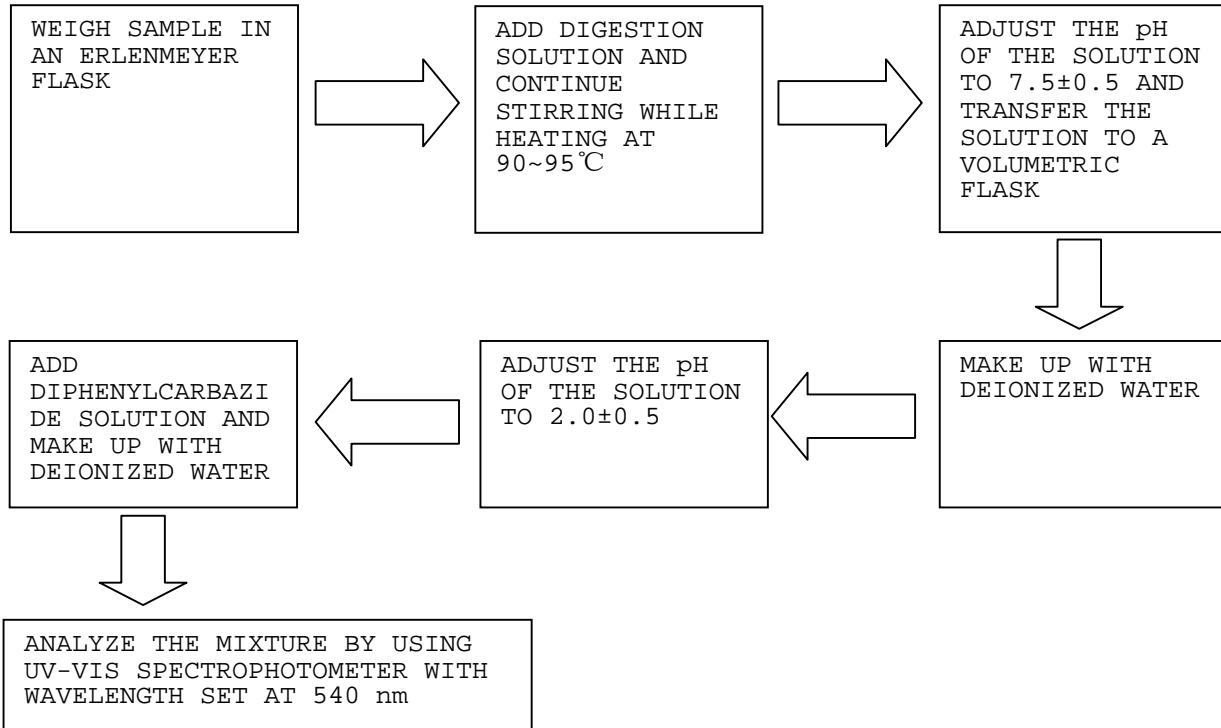 WEIGH SAMPLE IN
AN ERLENMEYER
FLASK
ADD DIGESTION
SOLUTION AND
CONTINUE
STIRRING WHILE
HEATING AT
90~95℃
ADJUST THE pH
OF THE SOLUTION
TO 7.5±0.5 AND
TRANSFER THE
SOLUTION TO A
VOLUMETRIC
FLASK
MAKE UP WITH
DEIONIZED WATER
ADJUST THE pH
OF THE SOLUTION
TO 2.0±0.5
ADD
DIPHENYLCARBAZI
DE SOLUTION AND
MAKE UP WITH
DEIONIZED WATER
ANALYZE THE MIXTURE BY USING
UV-VIS SPECTROPHOTOMETER WITH
WAVELENGTH SET AT 540 nm